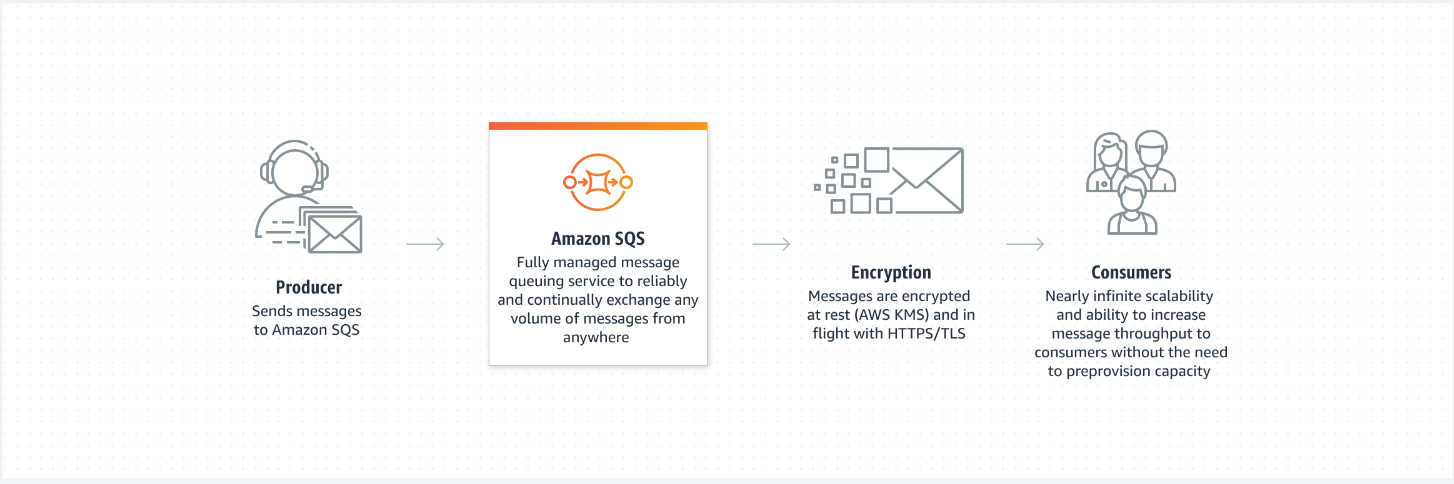 Producer
Sends messages
to Amazon SQS
Amazon SQS
Fully managed message
queuing service to reliably
and continually exchange any
volume of messages from
anywhere
Encryption
Messages are encrypted
at rest (AWS KMS) and in
flight with HTTPS/TLS
Consumers
Nearly infinite scalability
and ability to increase
message throughput to
consumers without the need
to preprovision capacity